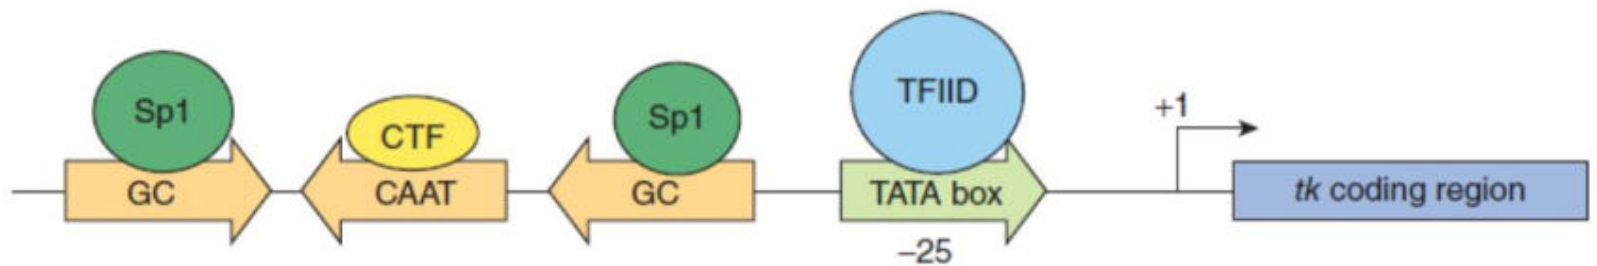 Sp1
CTF
Sp1
TFIID
+1
GC
CAAT
GC
TATA box
tk coding region
–25